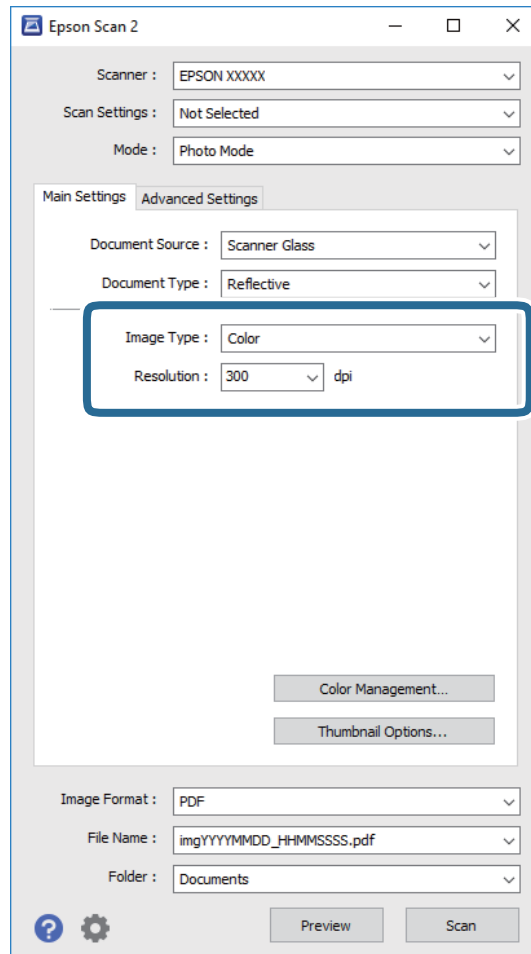 Epson Scan 2
Scanner : EPSON XXXXX
Scan Settings : Not Selected
Mode : Photo Mode
Main Settings Advanced Settings
Document Source : Scanner Glass
Document Type : Reflective
Image Type : Color
Resolution : 300 dpi
Color Management...
Thumbnail Options...
Image Format : PDF
File Name : imgYYYYMMDD_HHMMSSSS.pdf
Folder : Documents
? Preview Scan